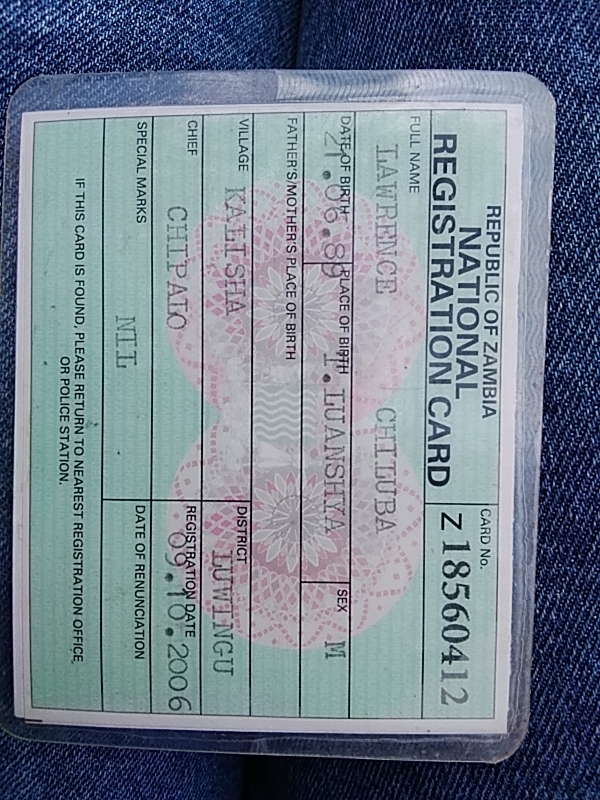 REPUBLIC OF ZAMBIA
NATIONAL
REGISTRATION CARD
CARD No.
Z 18560412
FULL NAME
LAWRENCE CHILUBA
DATE OF BIRTH PLACE OF BIRTH SEX
21.06.89 T.LUANSHYA M
FATHER'S/MOTHER'S PLACE OF BIRTH
VILLAGE DISTRICT
KALISHA LUWINGU
CHIEF REGISTRATION DATE
CHIPALO 09.10.2006
SPECIAL MARKS DATE OF RENUNCIATION
NIL
IF THIS CARD IS FOUND, PLEASE RETURN TO NEAREST REGISTRATION OFFICE,
OR POLICE STATION.